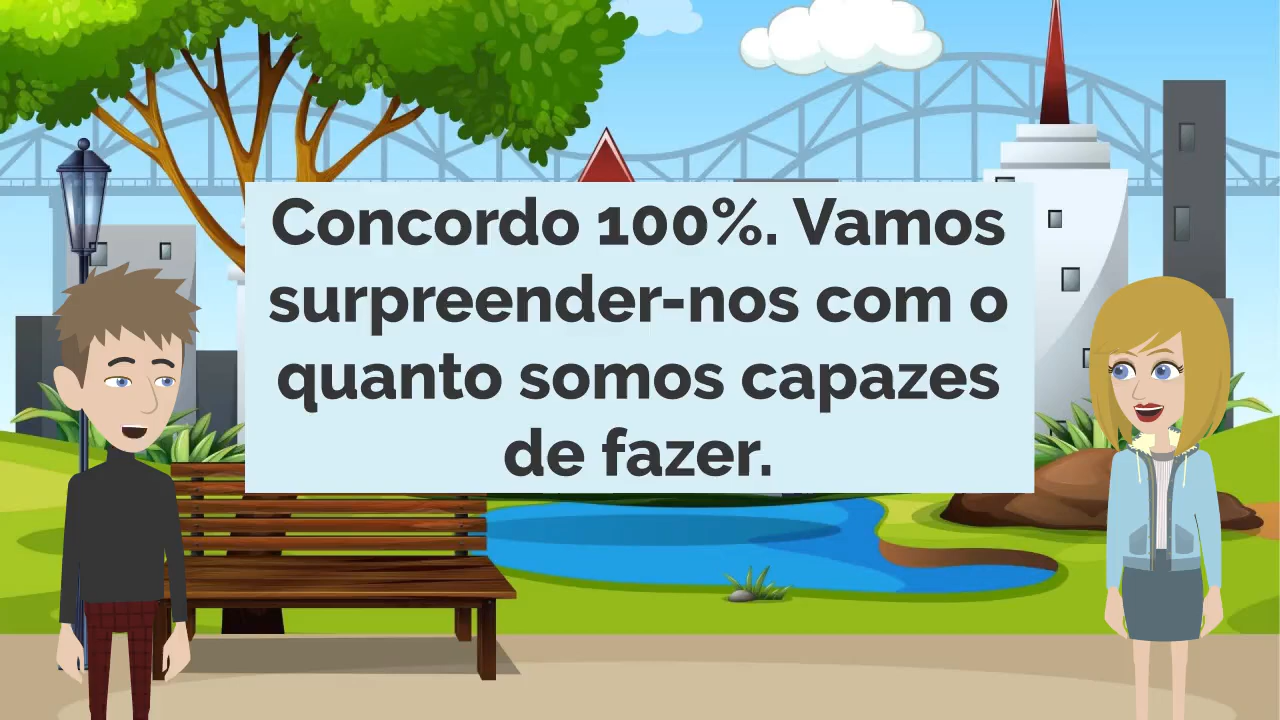 Concordo 100%. Vamos
surpreender-nos com o
quanto somos capazes
de fazer.